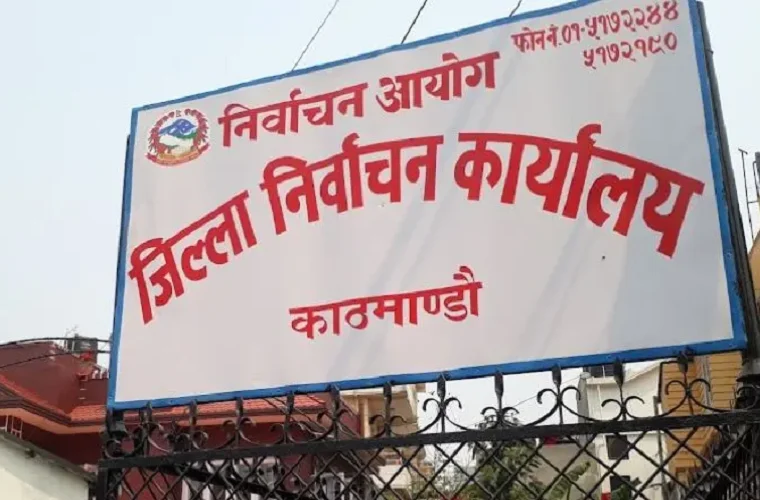 निर्वाचन आयोग
फोन नं.०१-५१७२२४४
५१७२१९०
जिल्ला निर्वाचन कार्यालय
काठमाण्डौ